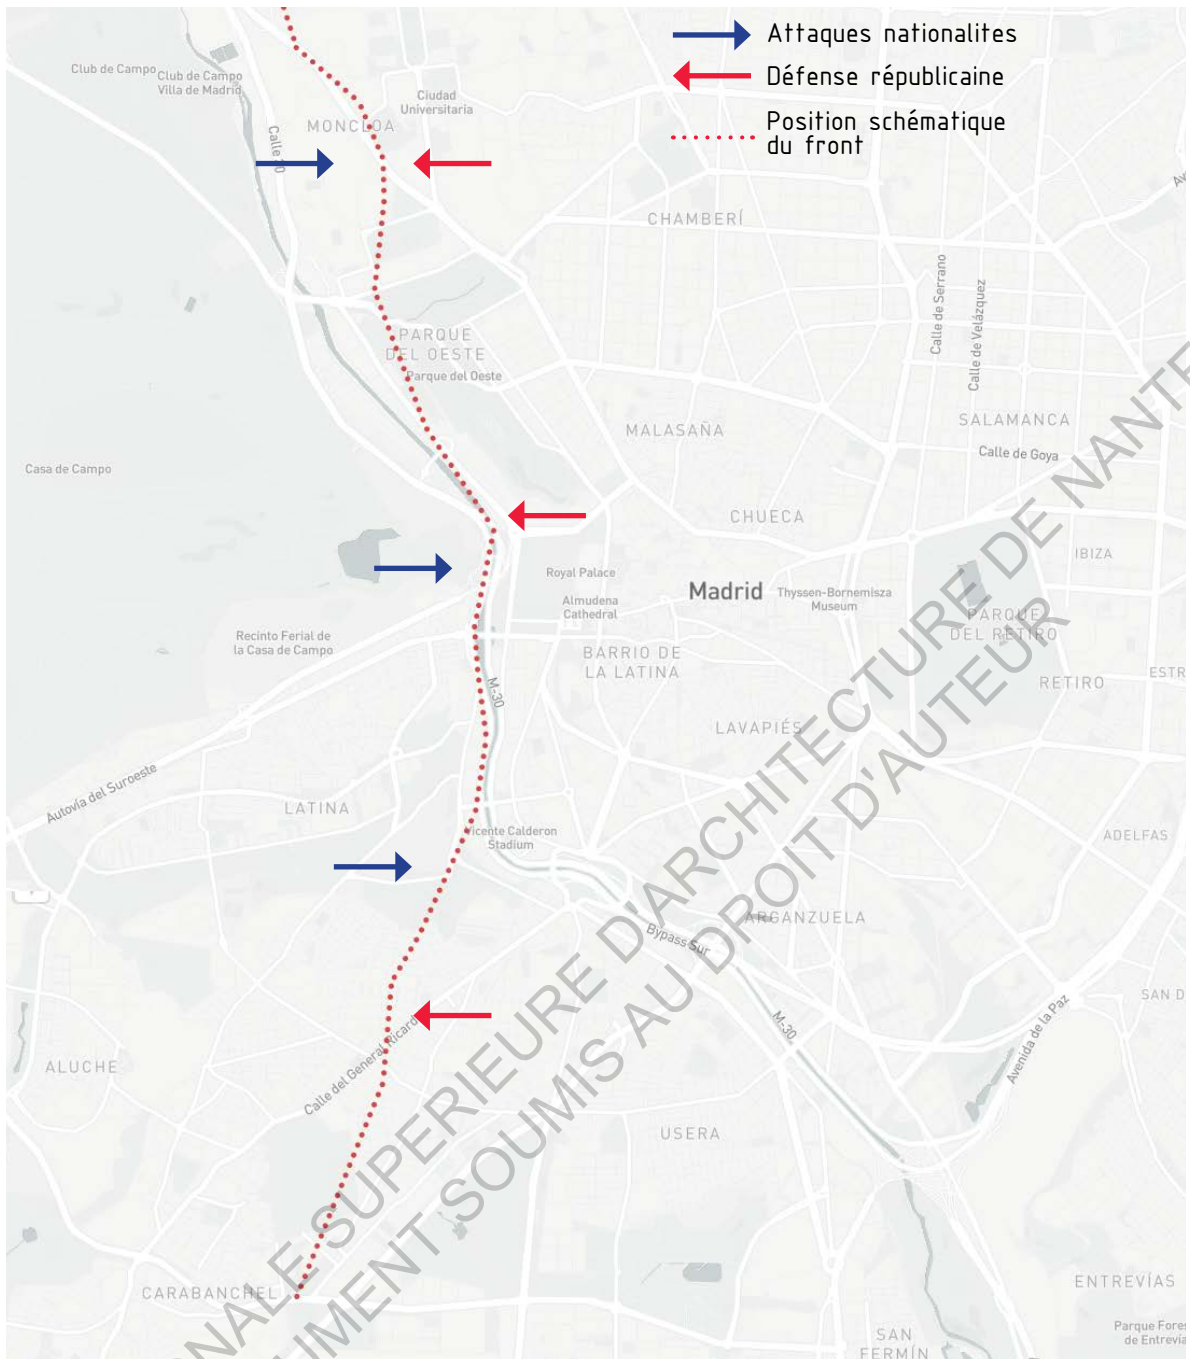 Attaques nationalites
Défense républicaine
Position schématique
du front
Club de Campo
Club de Campo
Villa de Madrid
Ciudad
Universitaria
MONCLOA
Calle 30
CHAMBERÍ
Calle de Serrano
Calle de Velázquez
PARQUE
DEL OESTE
Parque del Oeste
MALASAÑA
SALAMANCA
Calle de Goya
Casa de Campo
CHUECA
IBIZA
Royal Palace
Madrid
Thyssen-Bornemisza
Museum
Almudena
Cathedral
PARQUE
DEL RETIRO
Recinto Ferial de
la Casa de Campo
BARRIO DE
LA LATINA
M-30
RETIRO
ESTR
LAVAPIÉS
Autovía del Suroeste
LATINA
Vicente Calderon
Stadium
ADELFAS
ARGANZUELA
Bypass Sur
SAN D
M-30
Avenida de la Paz
Calle del General Ricard
ALUCHE
USERA
CARABANCHEL
ENTREVÍAS
Parque Fores
de Entrevía
SAN
FERMÍN
ONALE SUPERIEURE D'ARCHITECTURE DE NANTE
UMENT SOUMIS AU DROIT D'AUTEUR